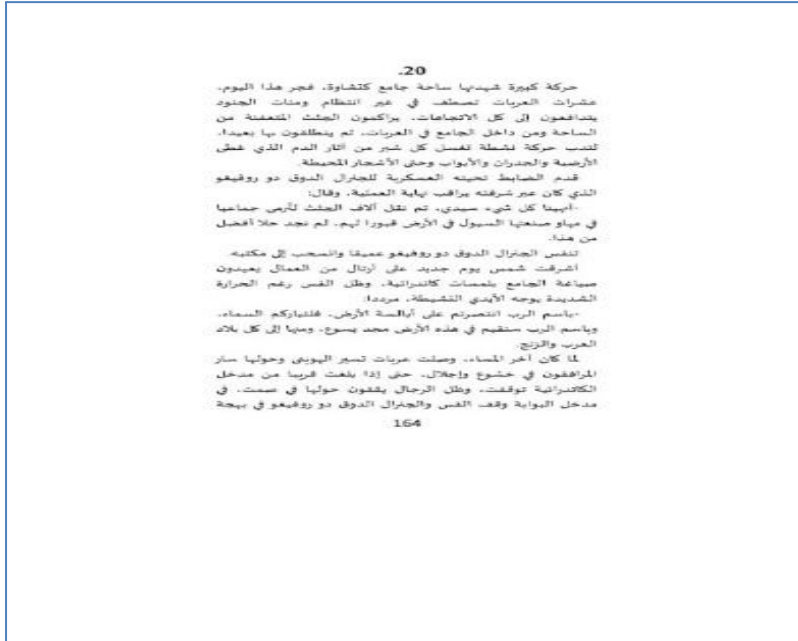 .20
حركة كبيرة شهدتها ساحة جامع كتشاوة، فجر هذا اليوم،
عشرات العربات تصطف في غير انتظام ومئات الجنود
يتدافعون إلى كل الاتجاهات، يراكمون الجثث المتعفنة من
الساحة ومن داخل الجامع في العربات، ثم ينطلقون بها بعيدا،
لتدب حركة نشطة تغسل كل شبر من آثار الدم الذي غطى
الأرضية والجدران والأبواب وحتى الأشجار المحيطة.
قدم الضابط تحيته العسكرية للجنرال الدوق دو روفيغو
الذي كان عبر شرفته يراقب نهاية العملية، وقال:
-أنهينا كل شيء سيدي، تم نقل آلاف الجثث لترمى جماعيا
في مهاو صنعتها السيول في الأرض قبورا لهم، لم نجد حلا أفضل
من هذا.
تنفس الجنرال الدوق دو روفيغو عميقا وانسحب إلى مكتبه.
أشرقت شمس يوم جديد على أرتال من العمال يعيدون
صياغة الجامع بلمسات كاتدرائية، وظل القس رغم الحرارة
الشديدة يوجه الأيدي النشيطة، مرددا:
-باسم الرب انتصرتم على أبالسة الأرض، فلتبارككم السماء،
وباسم الرب سنقيم في هذه الأرض مجد يسوع، ومنها إلى كل بلاد
العرب والزنج.
لما كان آخر المساء، وصلت عربات تسير الهوينى وحولها سار
المرافقون في خشوع وإجلال، حتى إذا بلغت قريبا من مدخل
الكاتدرائية توقفت، وظل الرجال يقفون حولها في صمت، في
مدخل البوابة وقف القس والجنرال الدوق دو روفيغو في بهجة
164